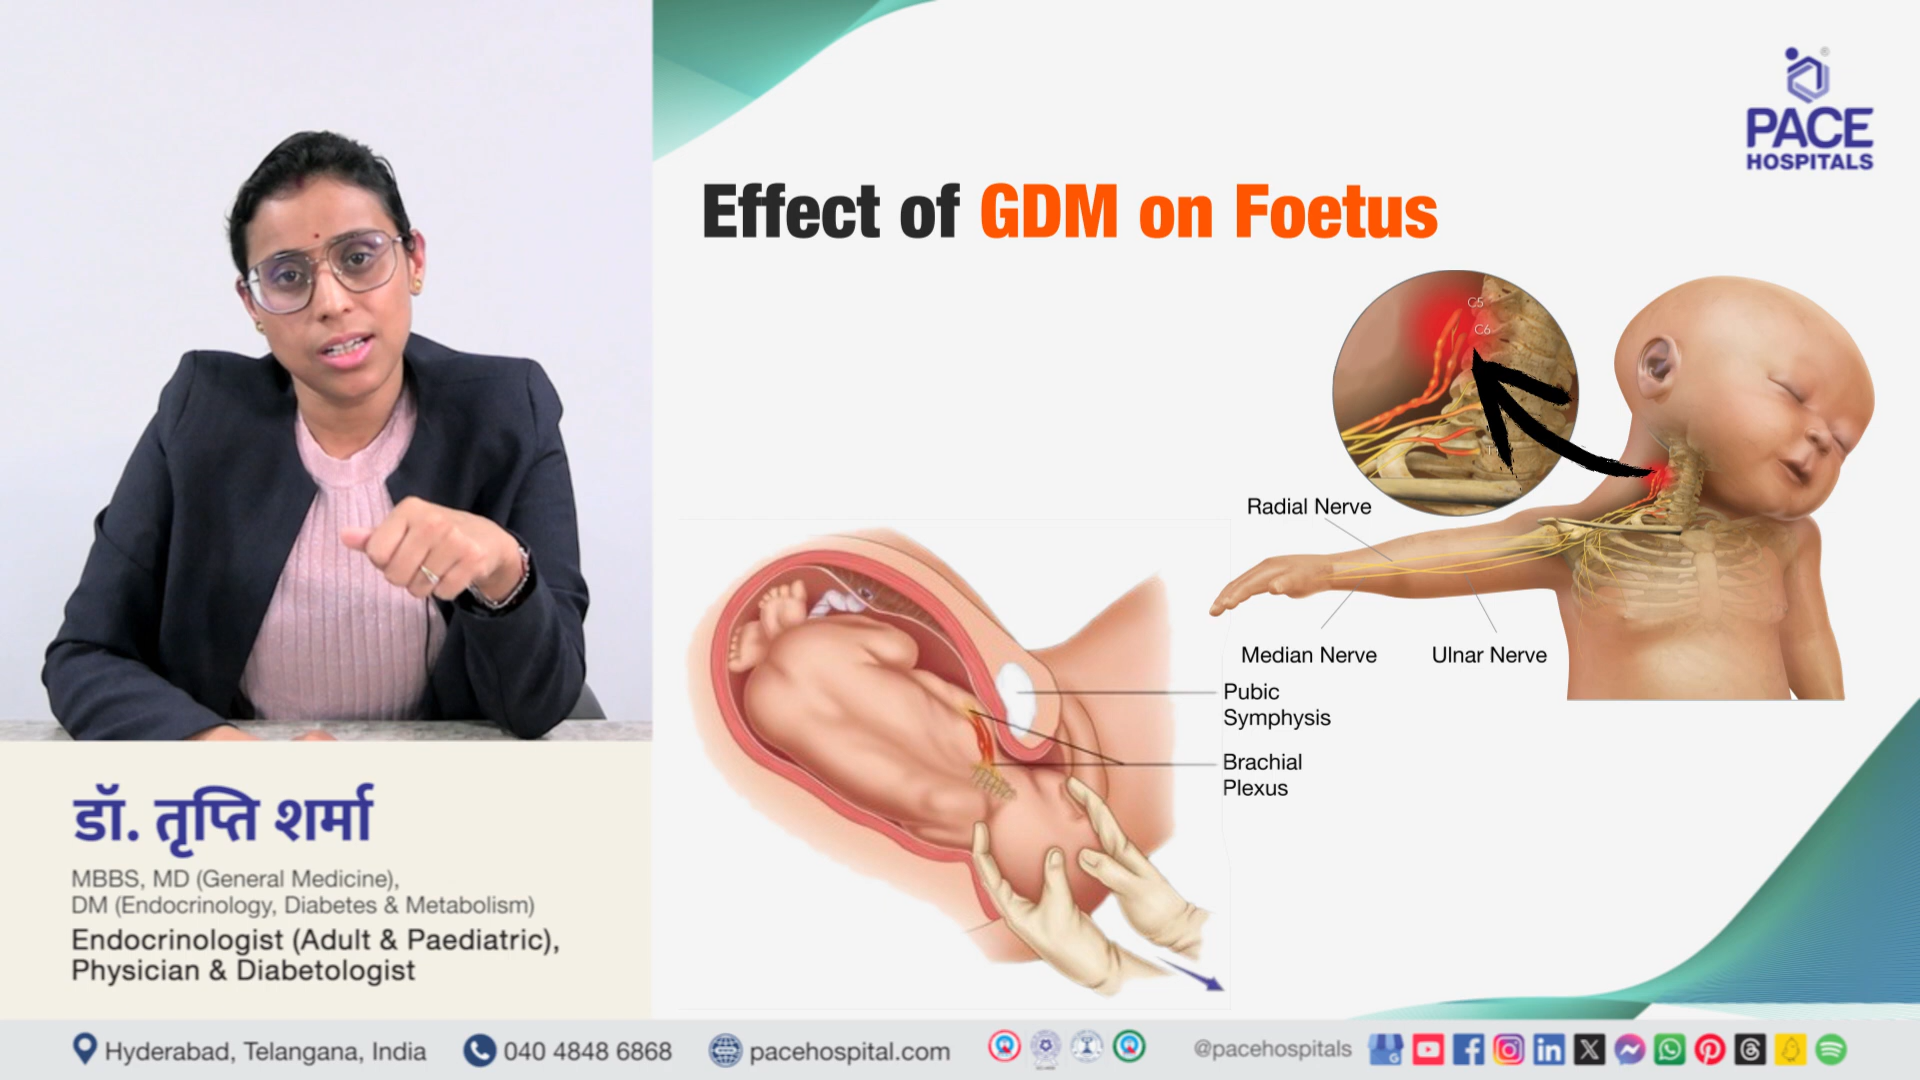 PACE
HOSPITALS
Effect of GDM on Foetus
C5
C6
Radial Nerve
Median Nerve
Ulnar Nerve
Pubic
Symphysis
Brachial
Plexus
डॉ. तृप्ति शर्मा
MBBS, MD (General Medicine),
DM (Endocrinology, Diabetes & Metabolism)
Endocrinologist (Adult & Paediatric),
Physician & Diabetologist
Hyderabad, Telangana, India
040 4848 6868
pacehospital.com
@pacehospitals